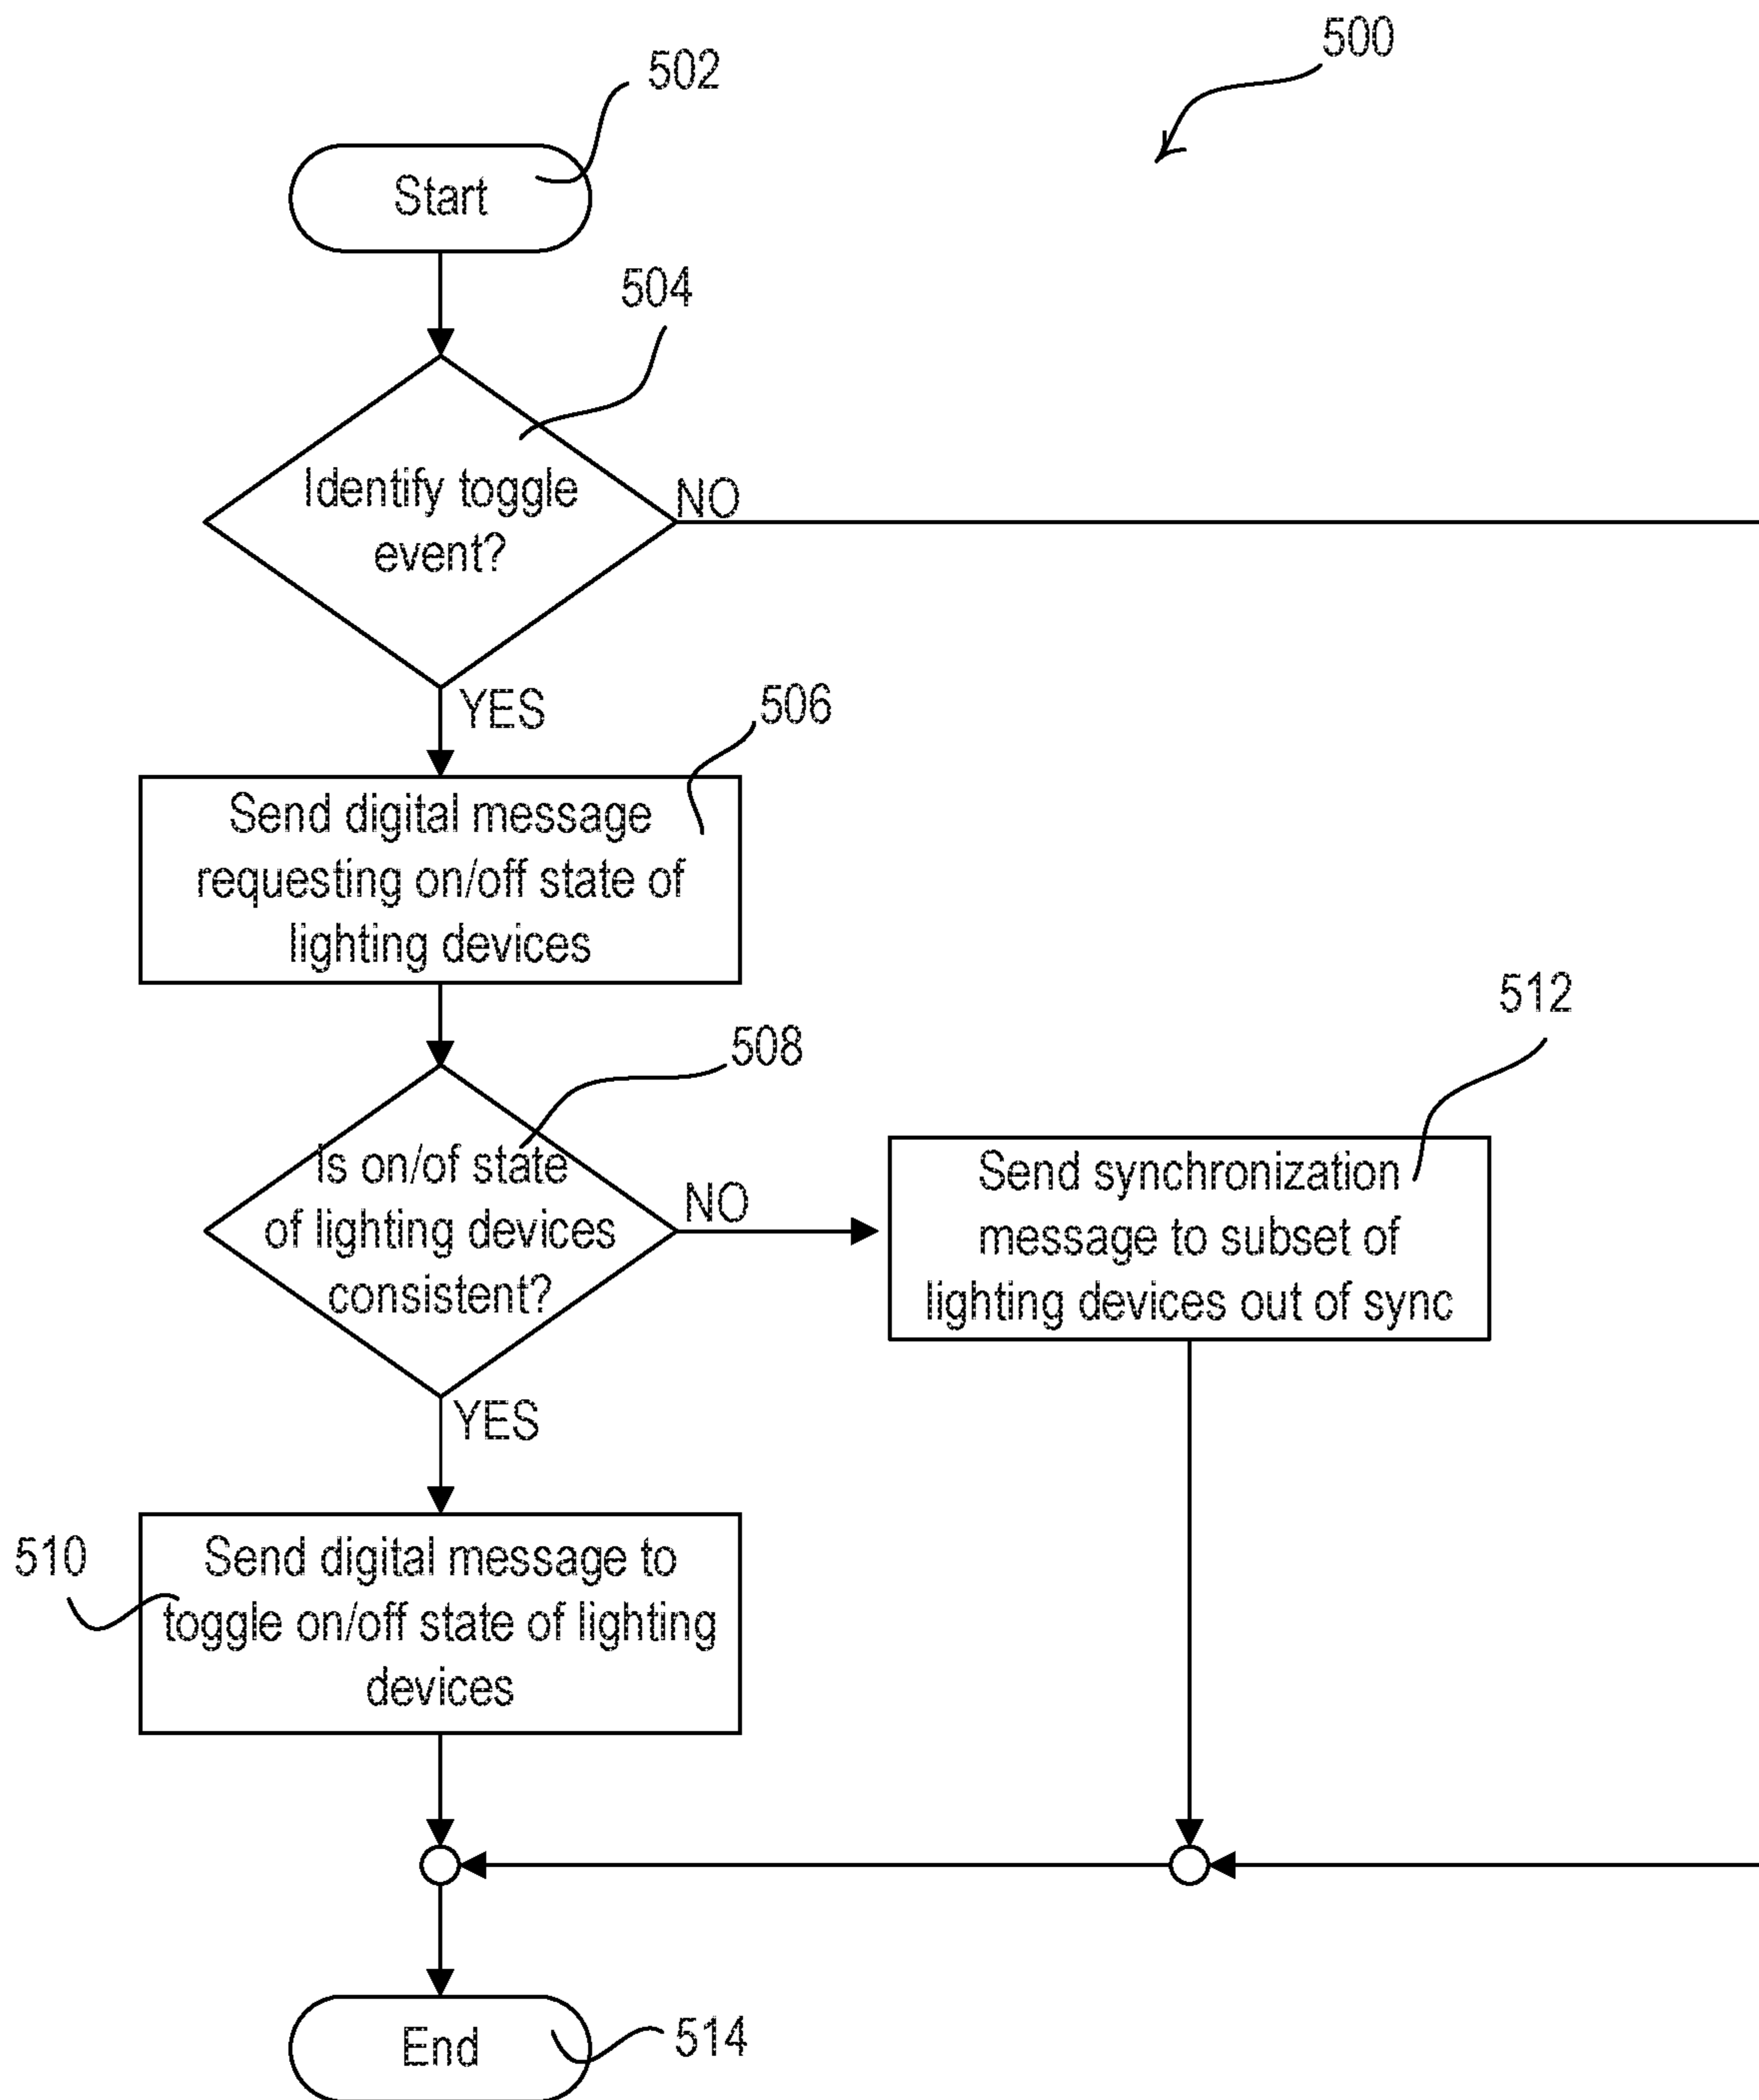 500
502
Start
504
Identify toggle
event?
NO
YES
506
Send digital message
requesting on/off state of
lighting devices
508
Is on/of state
of lighting devices
consistent?
NO
512
Send synchronization
message to subset of
lighting devices out of sync
YES
510
Send digital message to
toggle on/off state of lighting
devices
End
514